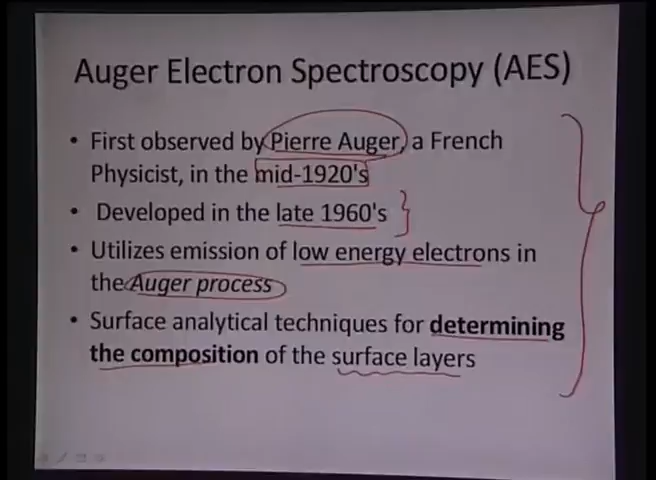 Auger Electron Spectroscopy (AES)
• First observed by Pierre Auger, a French
Physicist, in the mid-1920's
• Developed in the late 1960's
• Utilizes emission of low energy electrons in
the Auger process
• Surface analytical techniques for determining
the composition of the surface layers